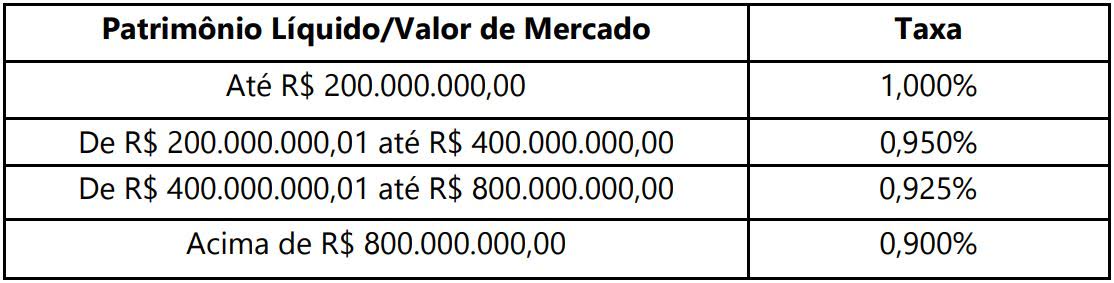 Patrimônio Líquido/Valor de Mercado Taxa
Até R$ 200.000.000,00 1,000%
De R$ 200.000.000,01 até R$ 400.000.000,00 0,950%
De R$ 400.000.000,01 até R$ 800.000.000,00 0,925%
Acima de R$ 800.000.000,00 0,900%